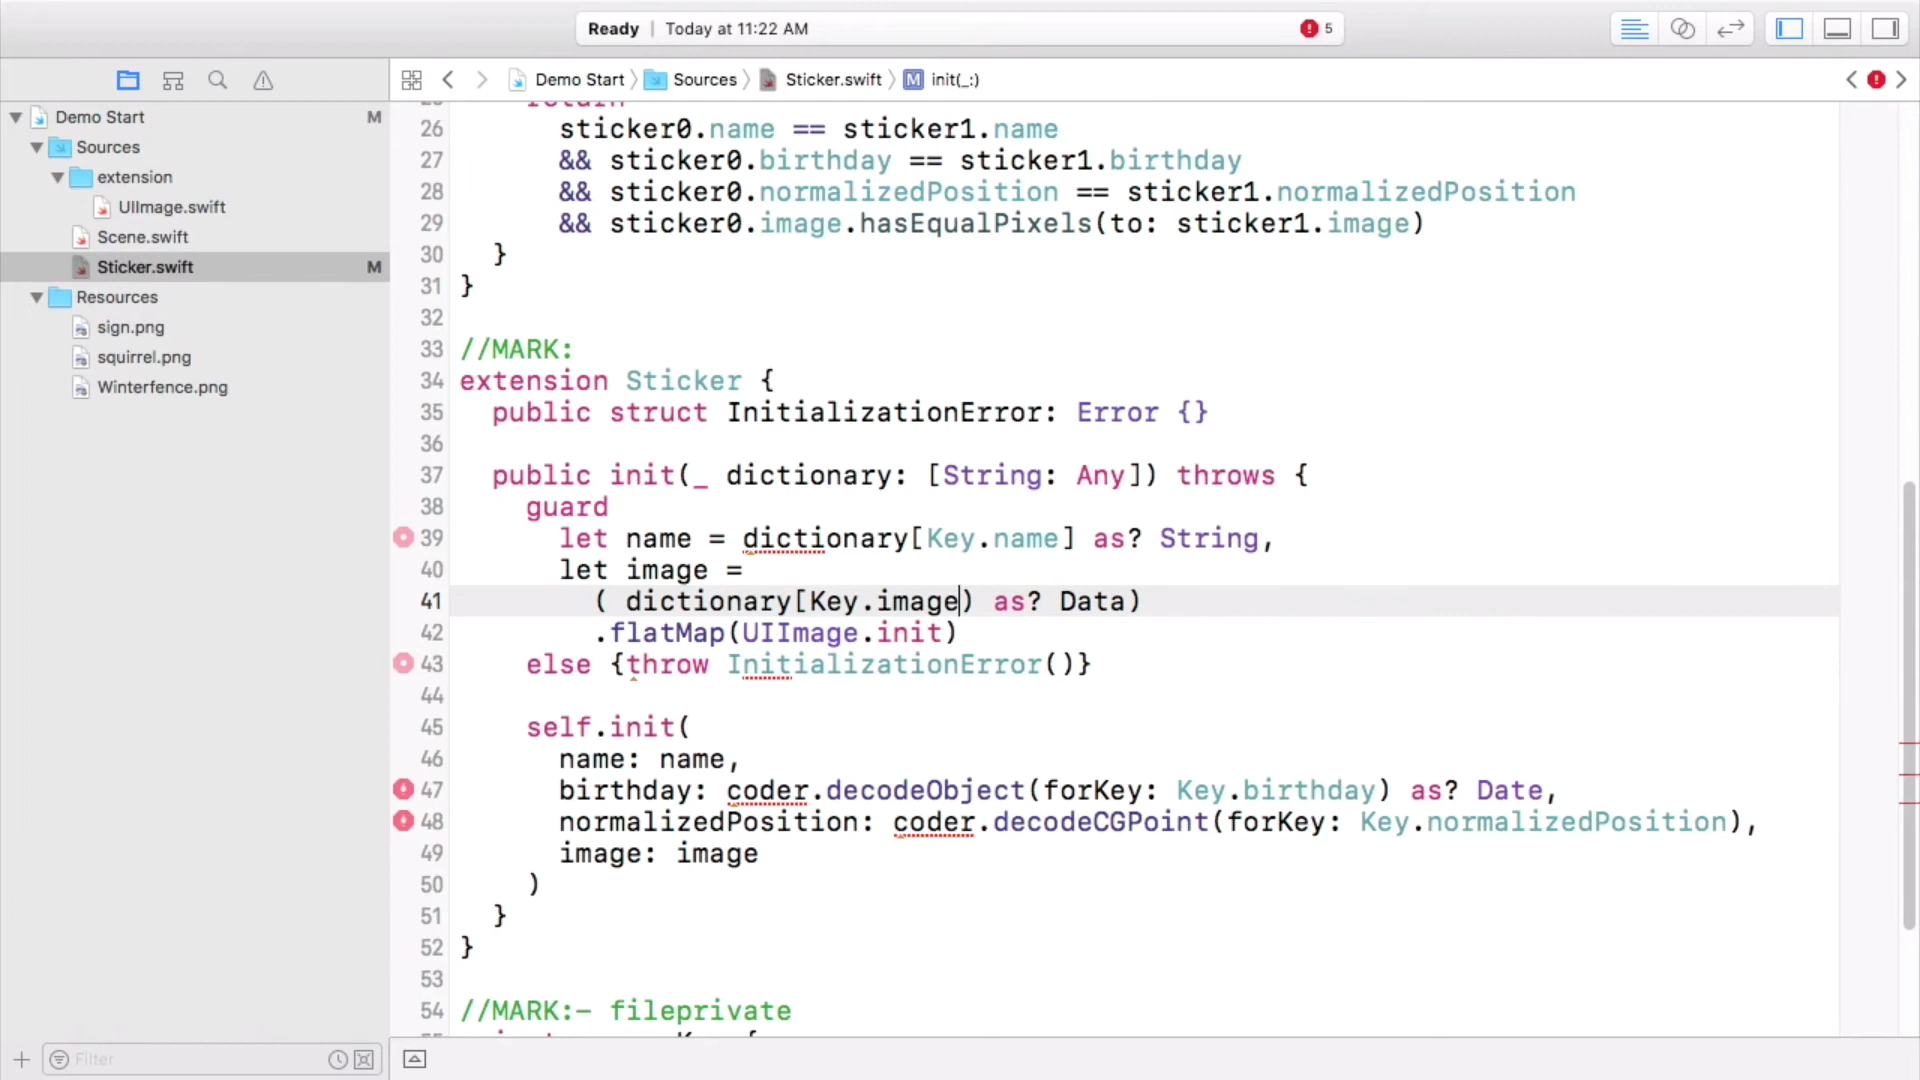 Ready | Today at 11:22 AM
5
Demo Start 〉 Sources 〉 Sticker.swift 〉 M init(_:)
Demo Start M
Sources
extension
UIImage.swift
Scene.swift
Sticker.swift M
Resources
sign.png
squirrel.png
Winterfence.png
Filter
26 sticker0.name == sticker1.name
27 && sticker0.birthday == sticker1.birthday
28 && sticker0.normalizedPosition == sticker1.normalizedPosition
29 && sticker0.image.hasEqualPixels(to: sticker1.image)
30 }
31 }
32
33 //MARK:
34 extension Sticker {
35 public struct InitializationError: Error {}
36
37 public init(_ dictionary: [String: Any]) throws {
38 guard
39 let name = dictionary[Key.name] as? String,
40 let image =
41 ( dictionary[Key.image) as? Data)
42 .flatMap(UIImage.init)
43 else {throw InitializationError()}
44
45 self.init(
46 name: name,
47 birthday: coder.decodeObject(forKey: Key.birthday) as? Date,
48 normalizedPosition: coder.decodeCGPoint(forKey: Key.normalizedPosition),
49 image: image
50 )
51 }
52 }
53
54 //MARK:- fileprivate